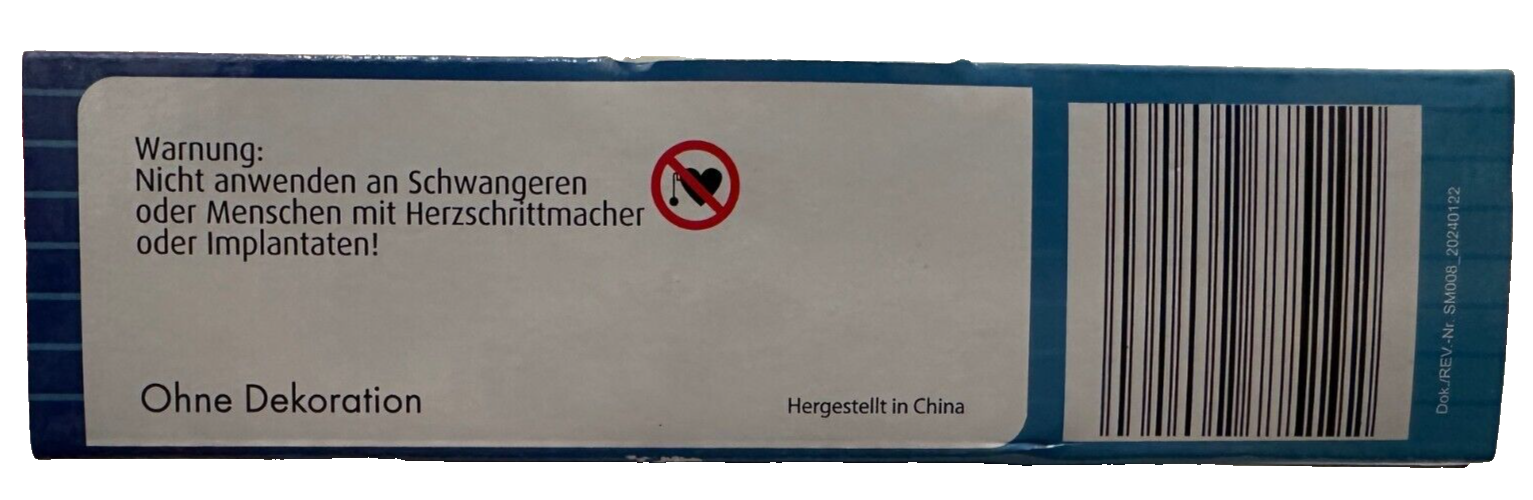 Warnung:
Nicht anwenden an Schwangeren
oder Menschen mit Herzschrittmacher
oder Implantaten!
Ohne Dekoration
Hergestellt in China
Dok./REV.-Nr. SM008_20240122